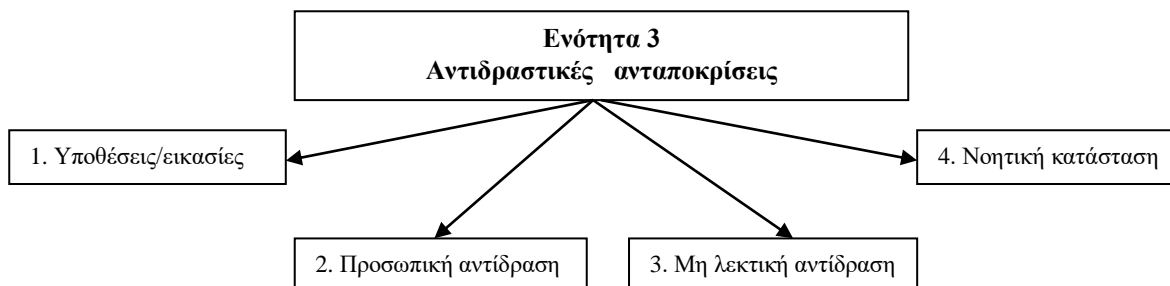 Ενότητα 3
Αντιδραστικές ανταποκρίσεις
1. Υποθέσεις/εικασίες
4. Νοητική κατάσταση
2. Προσωπική αντίδραση
3. Μη λεκτική αντίδραση